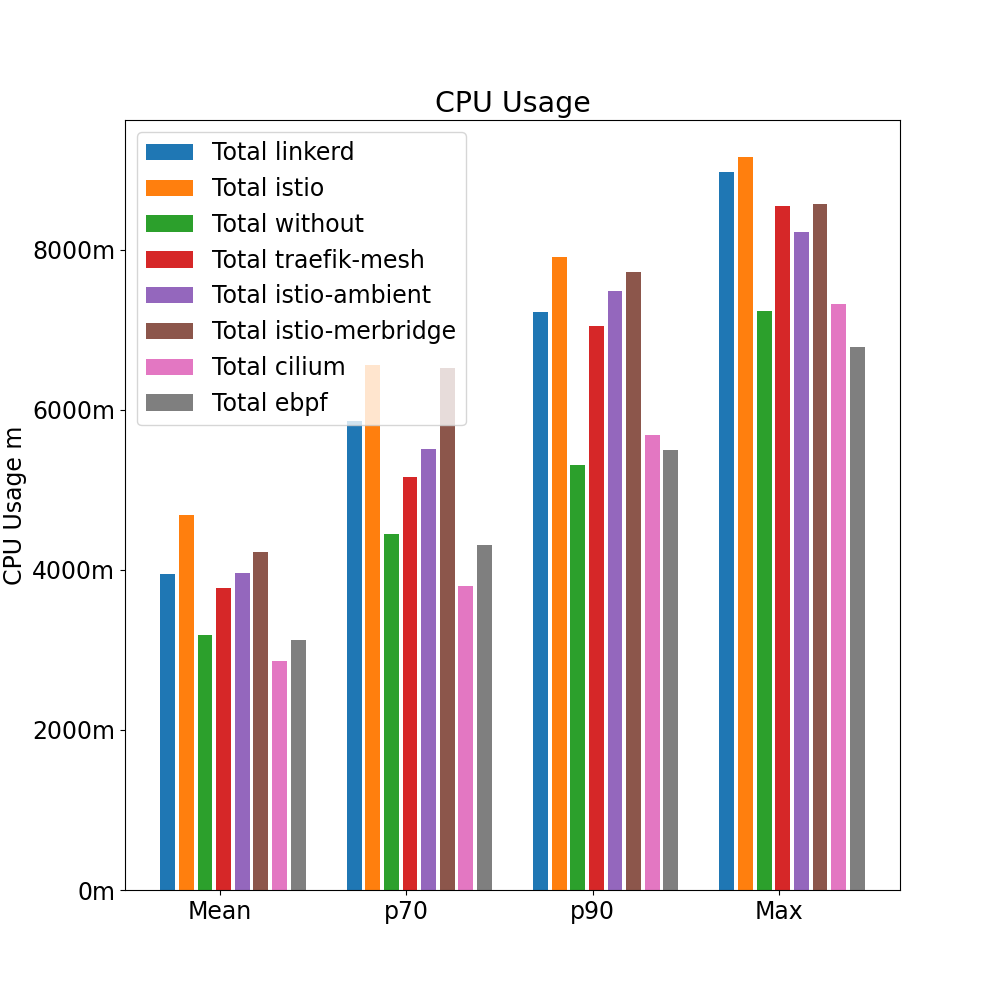 CPU Usage
Total linkerd
Total istio
Total without
Total traefik-mesh
Total istio-ambient
Total istio-merbridge
Total cilium
Total ebpf
CPU Usage m
8000m
6000m
4000m
2000m
0m
Mean p70 p90 Max